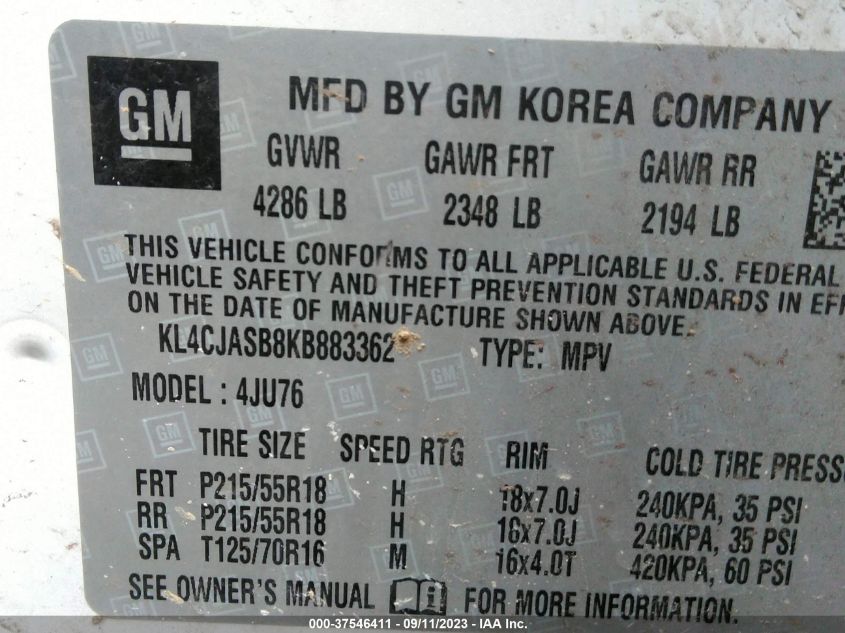 GM
MFD BY GM KOREA COMPANY
GVWR GAWR FRT GAWR RR
4286 LB 2348 LB 2194 LB
THIS VEHICLE CONFORMS TO ALL APPLICABLE U.S. FEDERAL
VEHICLE SAFETY AND THEFT PREVENTION STANDARDS IN EFF
ON THE DATE OF MANUFACTURE SHOWN ABOVE.
KL4CJASB8KB883362 TYPE: MPV
MODEL : 4JU76
TIRE SIZE SPEED RTG RIM COLD TIRE PRESS
FRT P215/55R18 H 18x7.0J 240KPA, 35 PSI
RR P215/55R18 H 18x7.0J 240KPA, 35 PSI
SPA T125/70R16 M 16x4.0T 420KPA, 60 PSI
SEE OWNER'S MANUAL i FOR MORE INFORMATION.
000-37546411 - 09/11/2023 - IAA Inc.